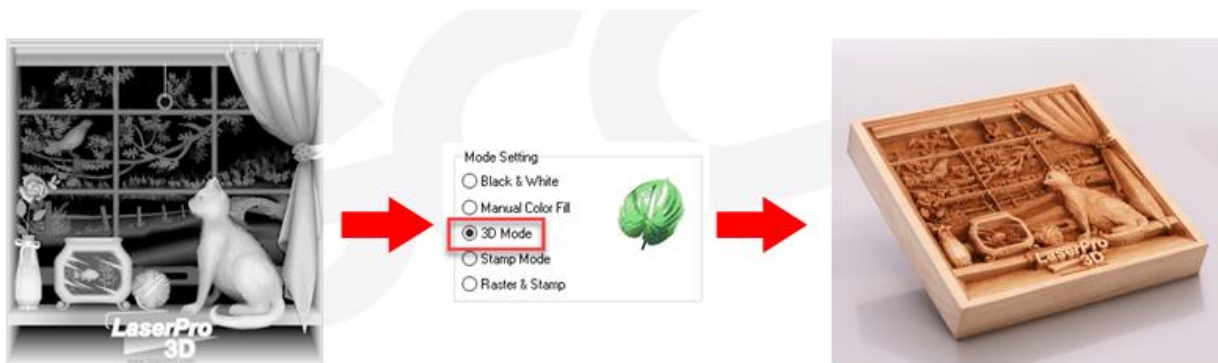 LaserPro
3D
Mode Setting
Black & White
Manual Color Fill
3D Mode
Stamp Mode
Raster & Stamp
LaserPro
3D